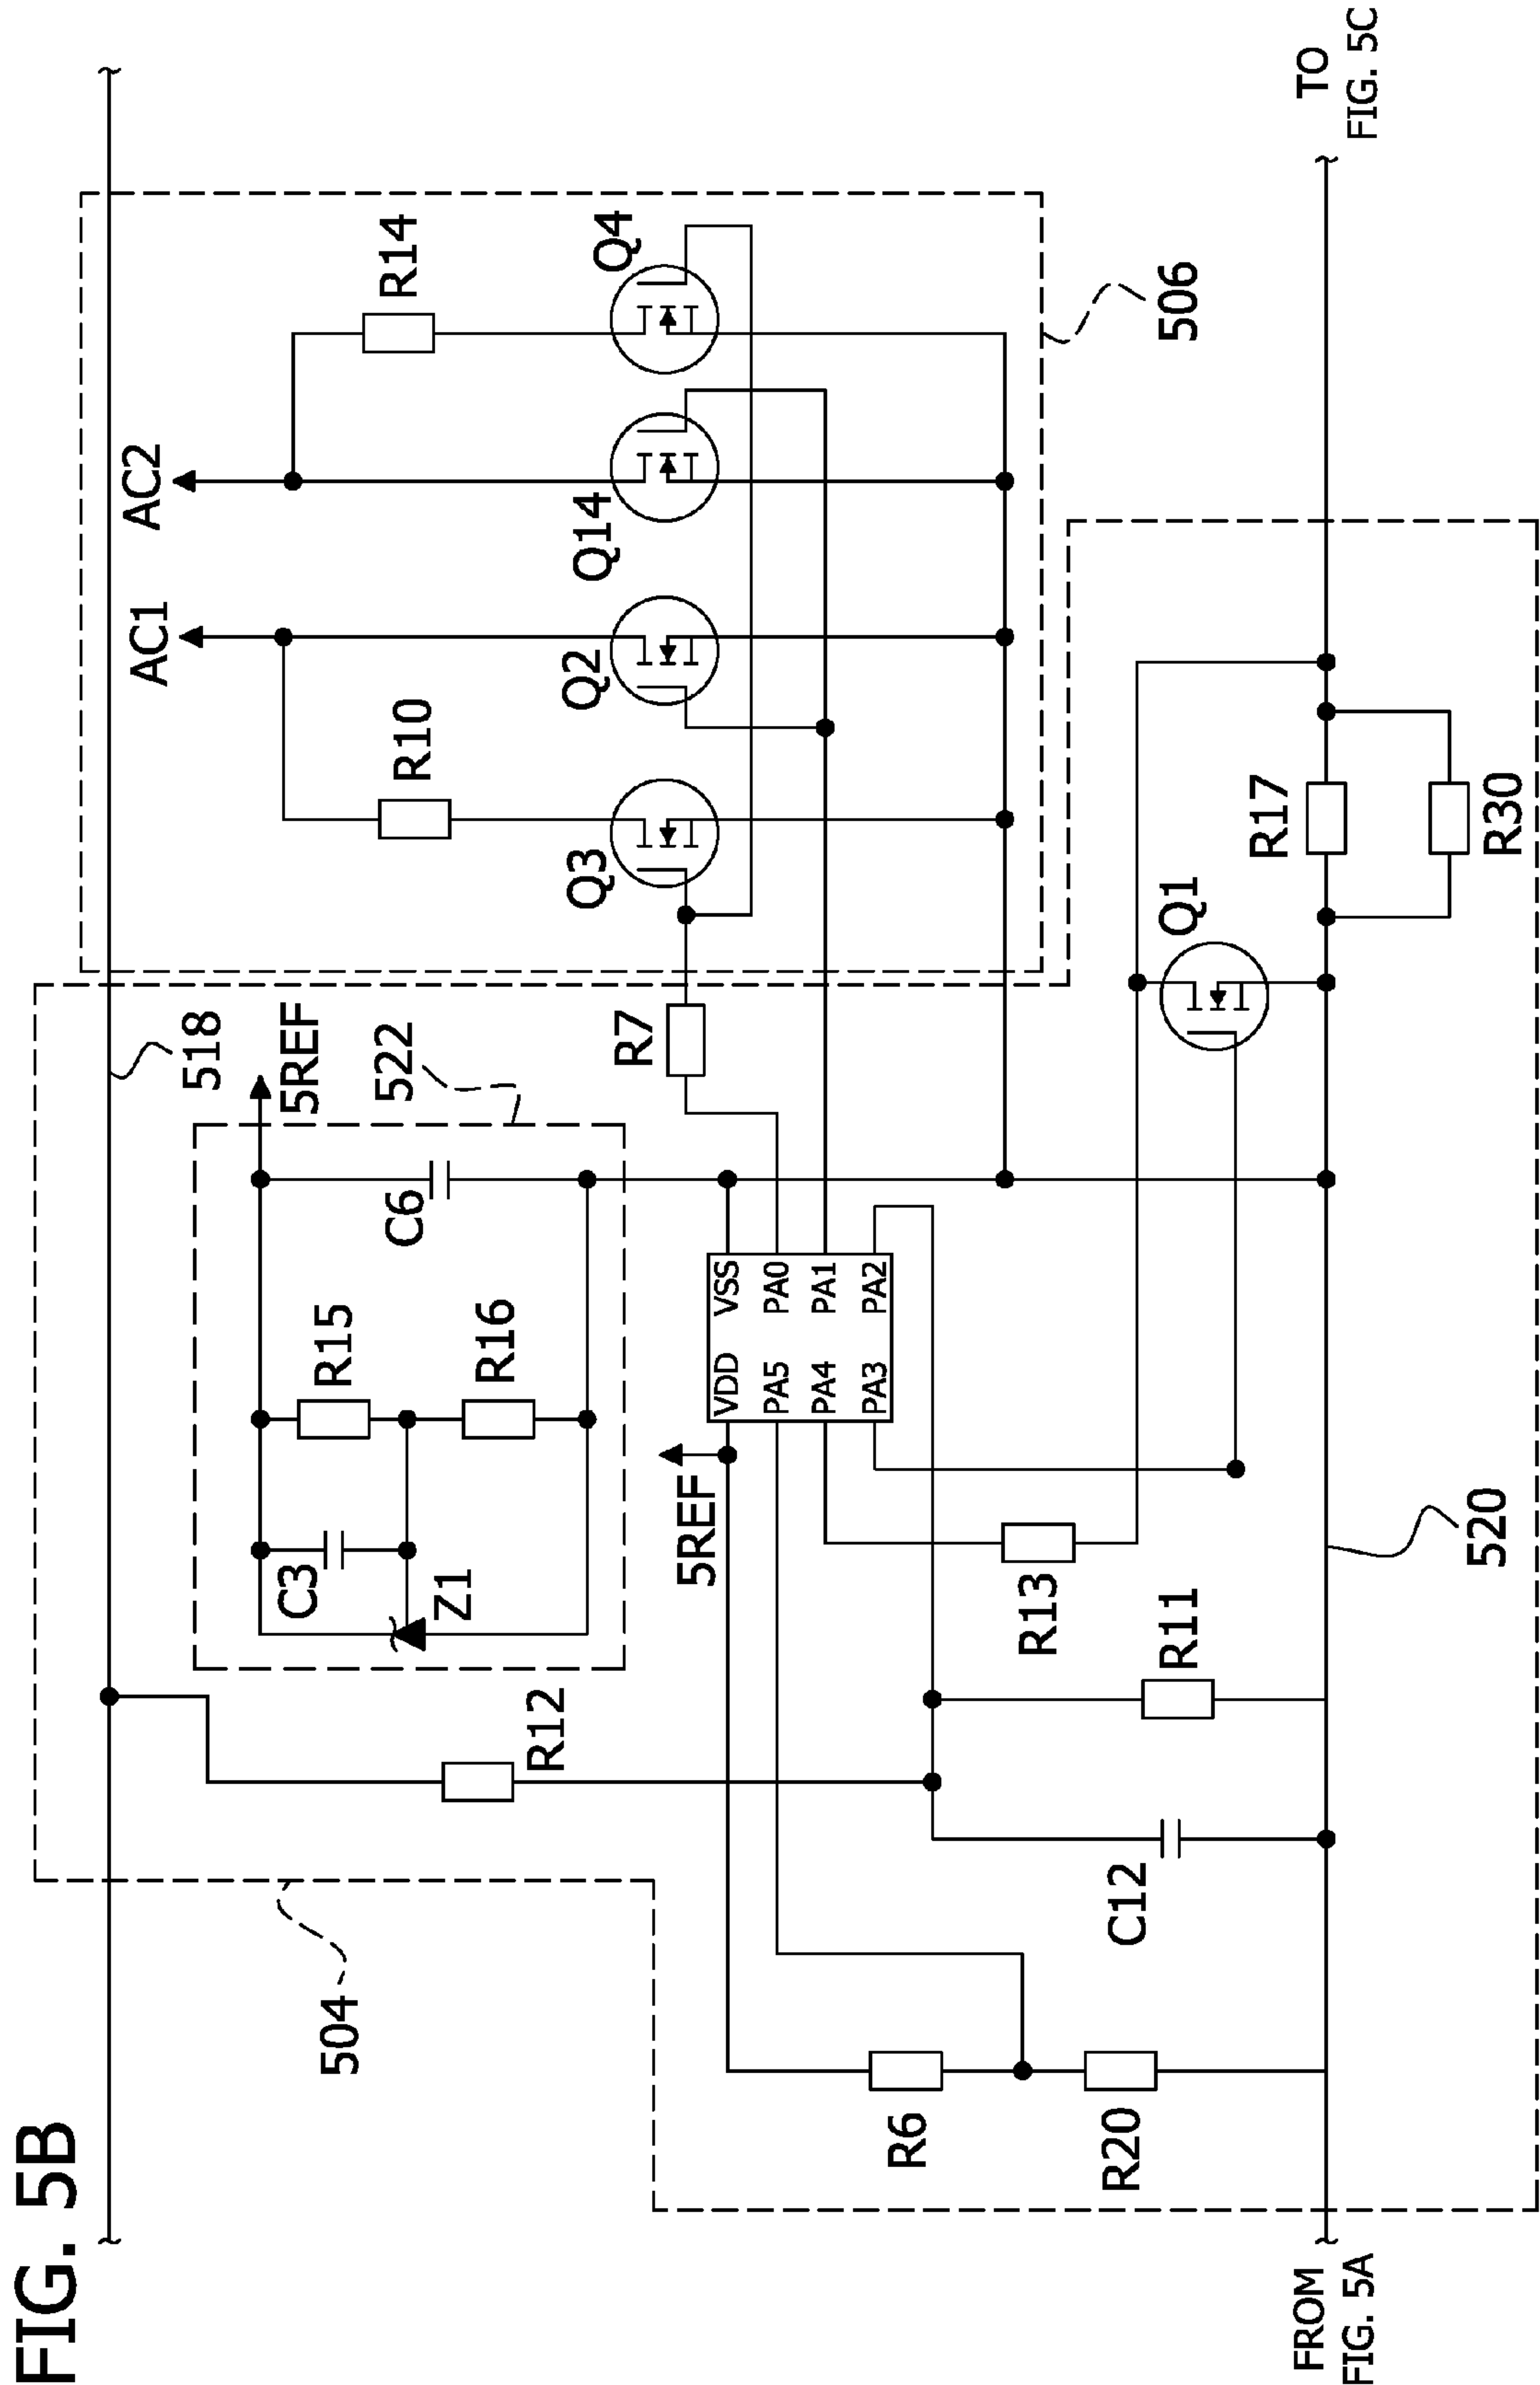 FIG. 5B
AC1
AC2
504
518
5REF
522
R10
R14
C3
R15
C6
Z1
R16
R12
R7
Q3
Q2
Q14
Q4
5REF
VDD
VSS
PA5
PA0
PA4
PA1
PA3
PA2
R6
R20
C12
R11
R13
Q1
506
R17
R30
520
FROM
FIG. 5A
TO
FIG. 5C